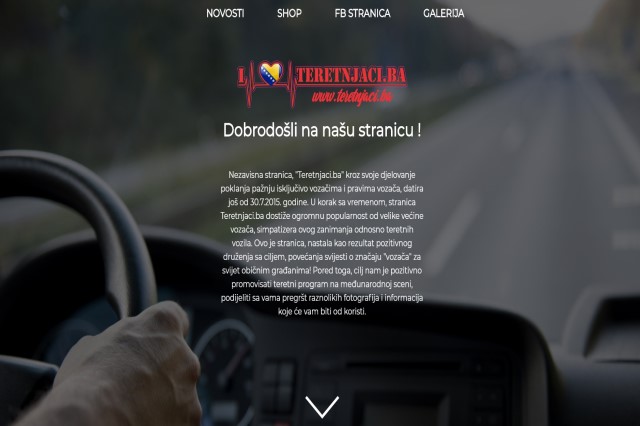 NOVOSTI SHOP FB STRANICA GALERIJA
I TERETNJACI.BA
www.teretnjaci.ba
Dobrodošli na našu stranicu !
Nezavisna stranica, "Teretnjaci.ba" kroz svoje djelovanje
poklanja pažnju isključivo vozačima i pravima vozača, datira
još od 30.7.2015. godine. U korak sa vremenom, stranica
Teretnjaci.ba dostiže ogromnu popularnost od velike većine
vozača, simpatizera ovog zanimanja odnosno teretnih
vozila. Ovo je stranica, nastala kao rezultat pozitivnog
druženja sa ciljem, povećanja svijesti o značaju "vozača" za
svijet običnim građanima! Pored toga, cilj nam je pozitivno
promovisati teretni program na međunarodnoj sceni,
podijeliti sa vama pregršt raznolikih fotografija i informacija
koje će vam biti od koristi.